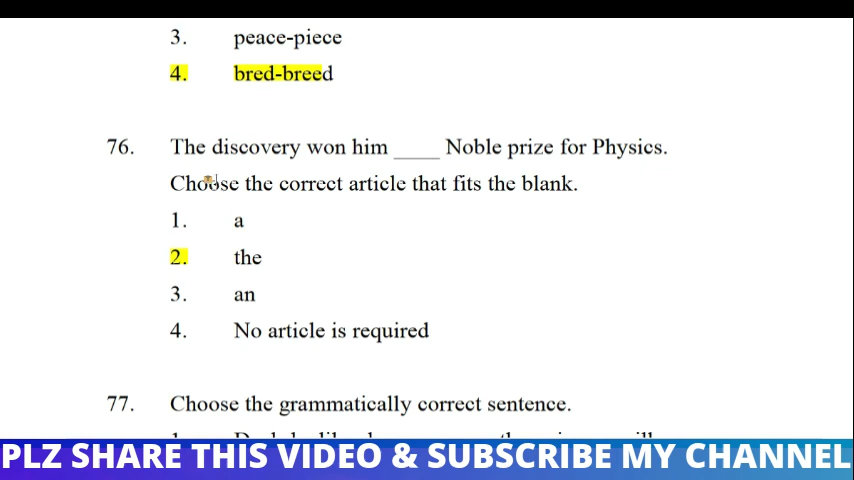 3. peace-piece
4. bred-breed
76. The discovery won him ____ Noble prize for Physics.
Choose the correct article that fits the blank.
1. a
2. the
3. an
4. No article is required
77. Choose the grammatically correct sentence.
PLZ SHARE THIS VIDEO & SUBSCRIBE MY CHANNEL